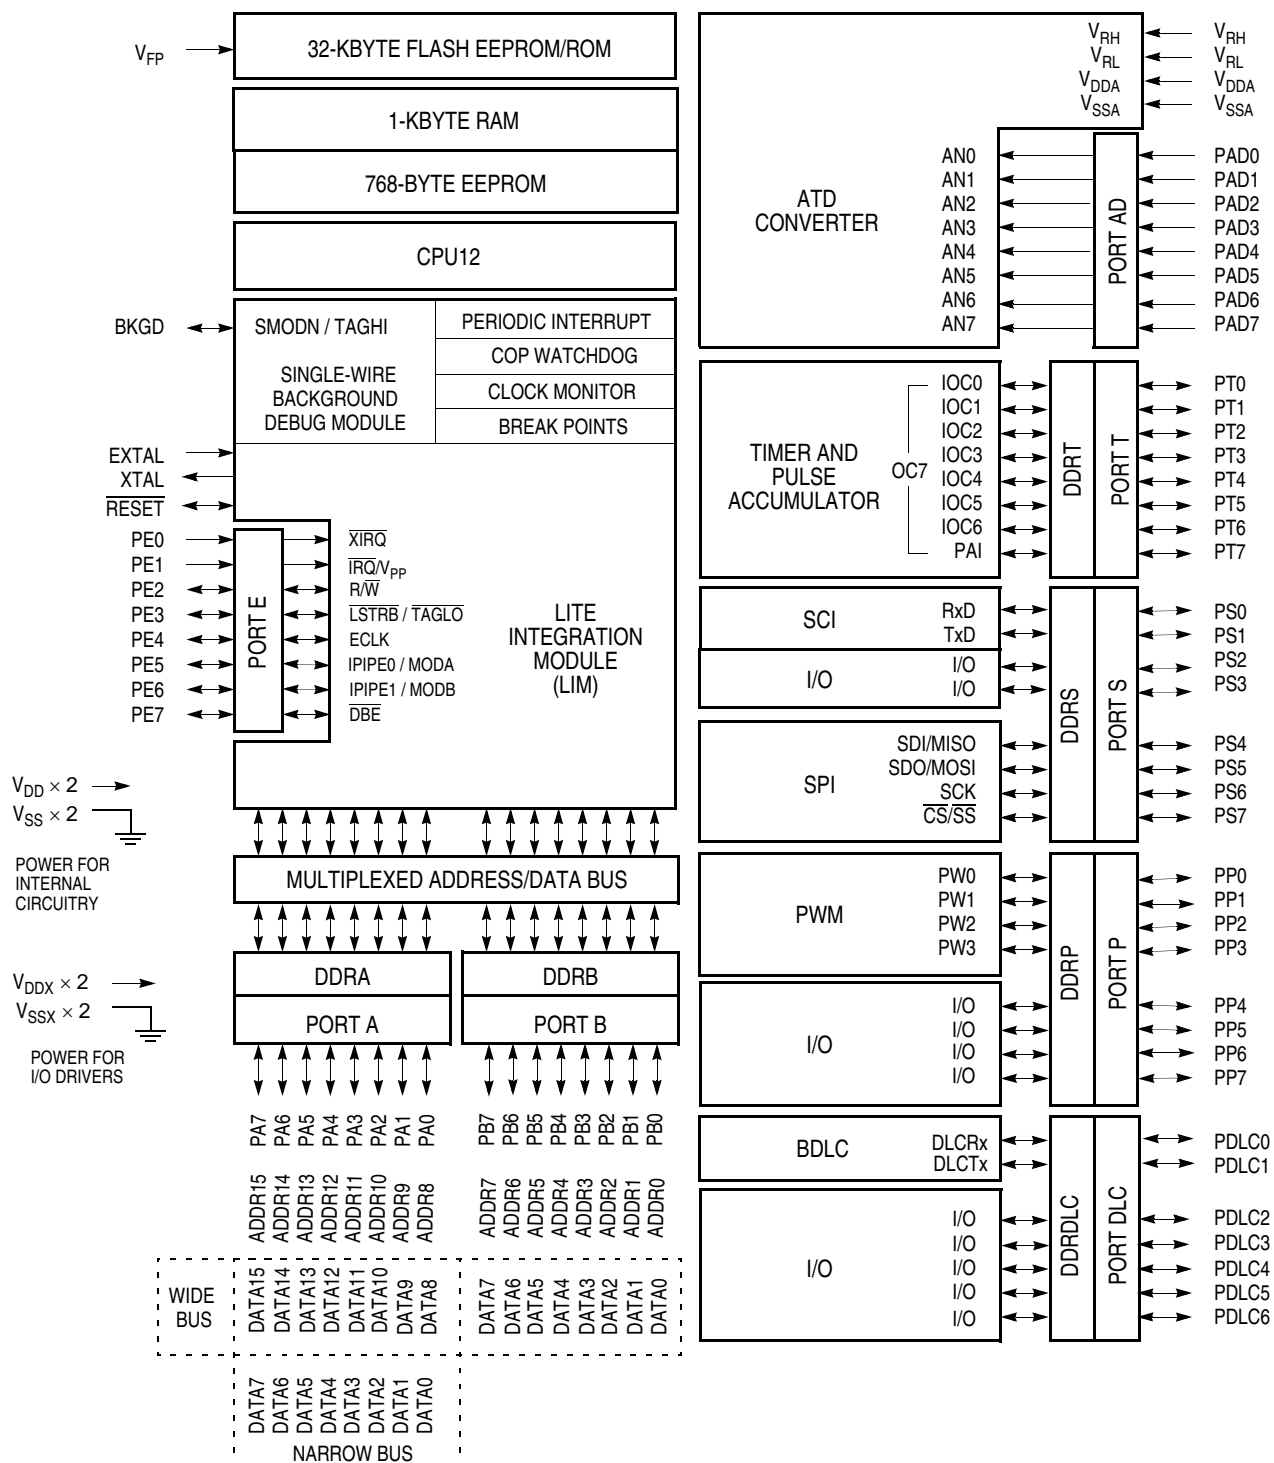 V_FP
32-KBYTE FLASH EEPROM/ROM
1-KBYTE RAM
768-BYTE EEPROM
CPU12
BKGD
SMODN / TAGHI
SINGLE-WIRE
BACKGROUND
DEBUG MODULE
PERIODIC INTERRUPT
COP WATCHDOG
CLOCK MONITOR
BREAK POINTS
EXTAL
XTAL
RESET
PE0
PE1
PE2
PE3
PE4
PE5
PE6
PE7
PORT E
XIRQ
IRQ/V_PP
R/W
LSTRB / TAGLO
ECLK
IPIPE0 / MODA
IPIPE1 / MODB
DBE
LITE
INTEGRATION
MODULE
(LIM)
V_DD × 2
V_SS × 2
POWER FOR
INTERNAL
CIRCUITRY
MULTIPLEXED ADDRESS/DATA BUS
V_DDX × 2
V_SSX × 2
POWER FOR
I/O DRIVERS
DDRA
PORT A
DDRB
PORT B
PA7
PA6
PA5
PA4
PA3
PA2
PA1
PA0
PB7
PB6
PB5
PB4
PB3
PB2
PB1
PB0
ADDR15
ADDR14
ADDR13
ADDR12
ADDR11
ADDR10
ADDR9
ADDR8
ADDR7
ADDR6
ADDR5
ADDR4
ADDR3
ADDR2
ADDR1
ADDR0
WIDE
BUS
DATA15
DATA14
DATA13
DATA12
DATA11
DATA10
DATA9
DATA8
DATA7
DATA6
DATA5
DATA4
DATA3
DATA2
DATA1
DATA0
DATA7
DATA6
DATA5
DATA4
DATA3
DATA2
DATA1
DATA0
NARROW BUS
ATD
CONVERTER
V_RH
V_RL
V_DDA
V_SSA
V_RH
V_RL
V_DDA
V_SSA
AN0
AN1
AN2
AN3
AN4
AN5
AN6
AN7
PORT AD
PAD0
PAD1
PAD2
PAD3
PAD4
PAD5
PAD6
PAD7
TIMER AND
PULSE
ACCUMULATOR
OC7
IOC0
IOC1
IOC2
IOC3
IOC4
IOC5
IOC6
PAI
DDRT
PORT T
PT0
PT1
PT2
PT3
PT4
PT5
PT6
PT7
SCI
RxD
TxD
I/O
I/O
I/O
SPI
SDI/MISO
SDO/MOSI
SCK
CS/SS
DDRS
PORT S
PS0
PS1
PS2
PS3
PS4
PS5
PS6
PS7
PWM
PW0
PW1
PW2
PW3
I/O
I/O
I/O
I/O
I/O
DDRP
PORT P
PP0
PP1
PP2
PP3
PP4
PP5
PP6
PP7
BDLC
DLCRx
DLCTx
I/O
I/O
I/O
I/O
I/O
I/O
DDRDLC
PORT DLC
PDLC0
PDLC1
PDLC2
PDLC3
PDLC4
PDLC5
PDLC6